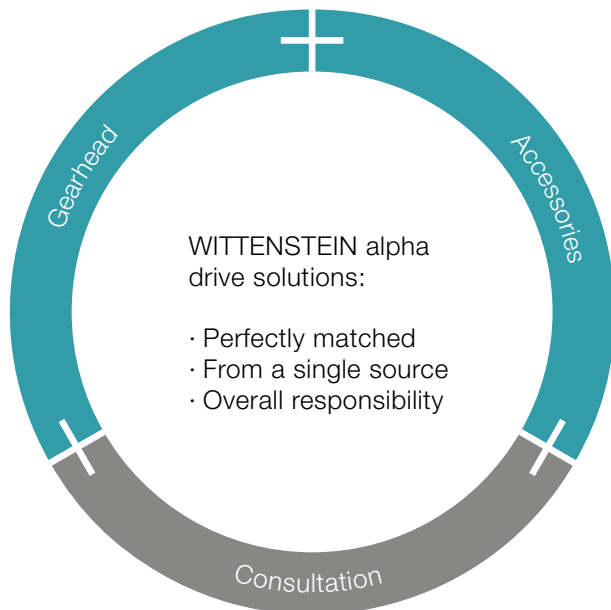 Gearhead
Accessories
WITTENSTEIN alpha
drive solutions:
· Perfectly matched
· From a single source
· Overall responsibility
Consultation